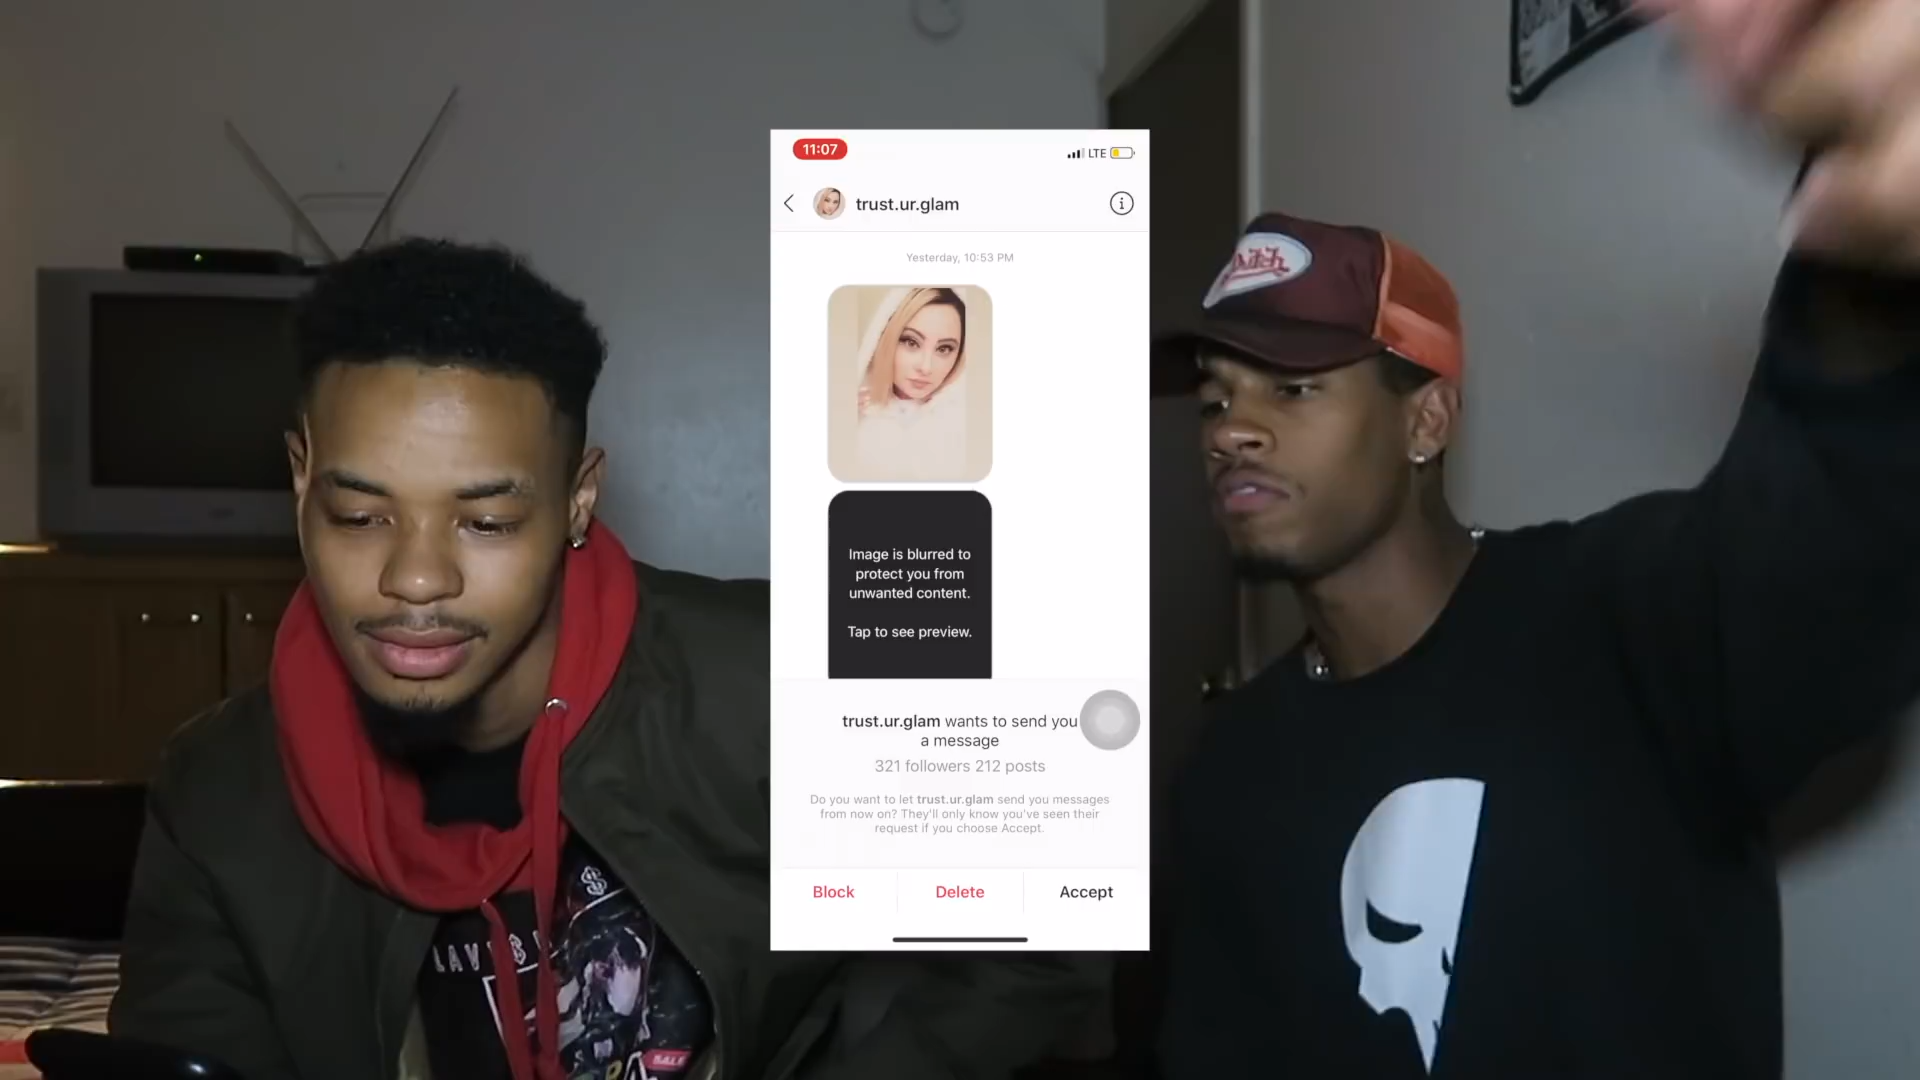 11:07
LTE
trust.ur.glam
Yesterday, 10:53 PM
Image is blurred to
protect you from
unwanted content.
Tap to see preview.
trust.ur.glam wants to send you
a message
321 followers 212 posts
Do you want to let trust.ur.glam send you messages
from now on? They'll only know you've seen their
request if you choose Accept.
Block
Delete
Accept